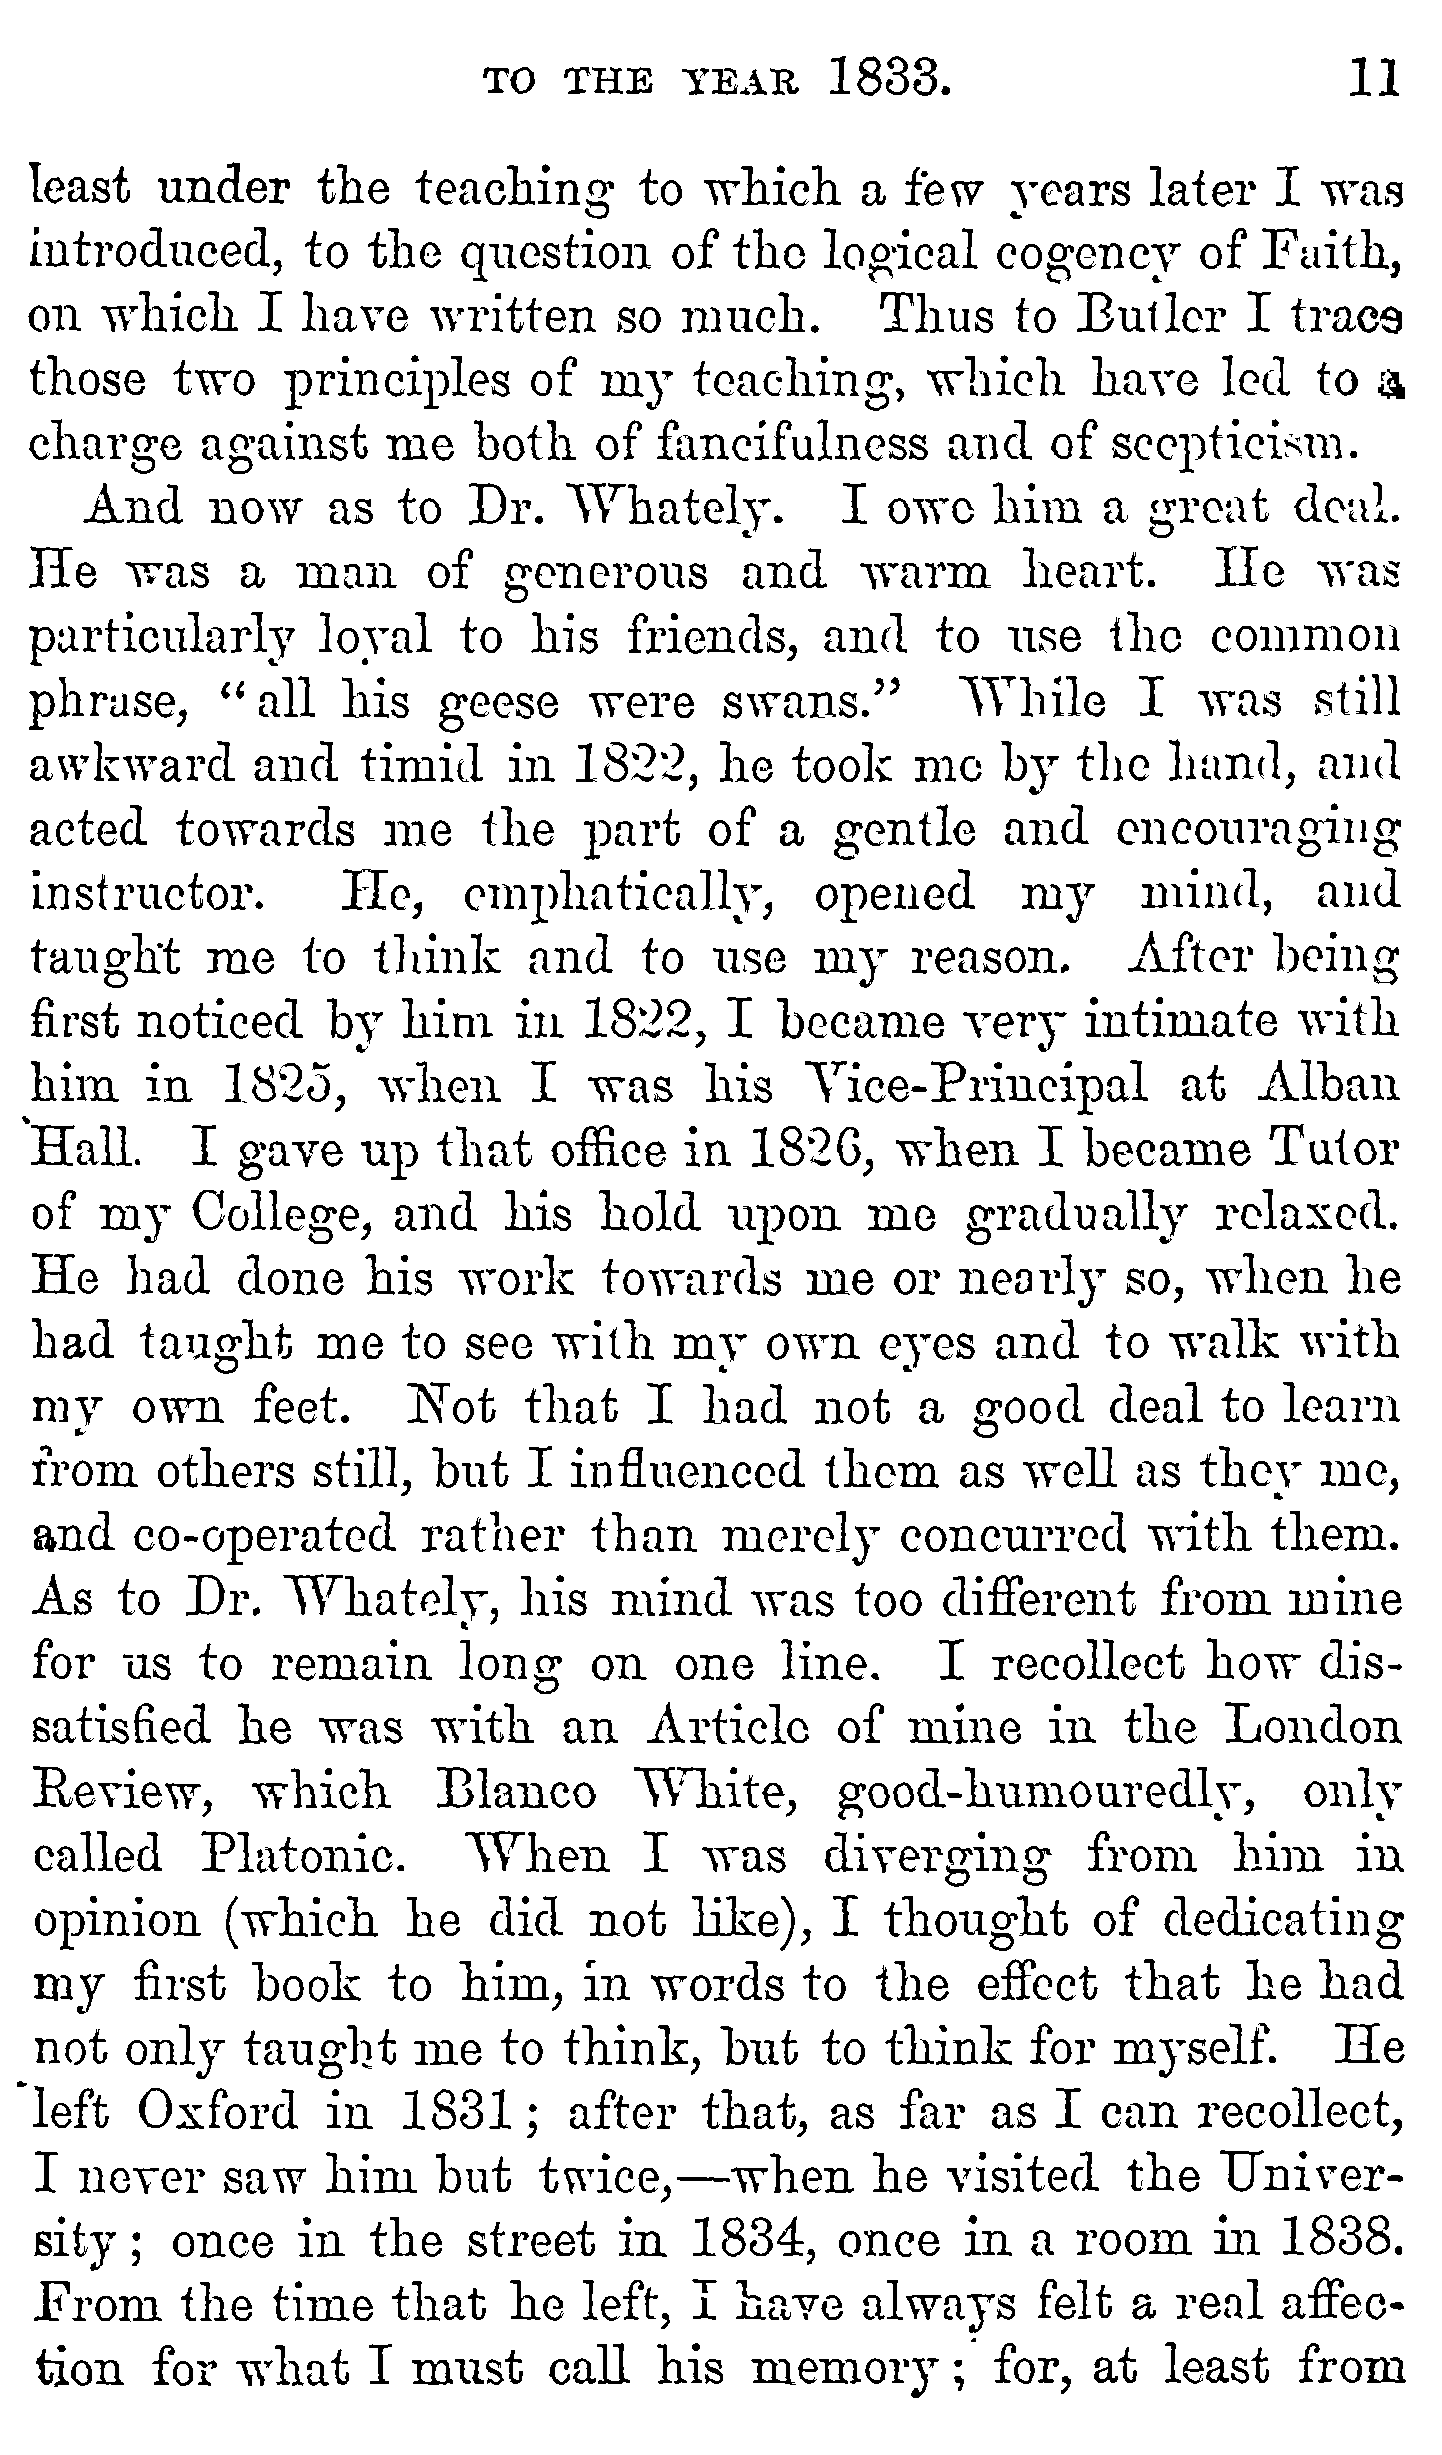 TO THE YEAR 1833. 11
least under the teaching to which a few years later I was
introduced, to the question of the logical cogency of Faith,
on which I have written so much. Thus to Butler I trace
those two principles of my teaching, which have led to a
charge against me both of fancifulness and of scepticism.
And now as to Dr. Whately. I owe him a great deal.
He was a man of generous and warm heart. He was
particularly loyal to his friends, and to use the common
phrase, “all his geese were swans.” While I was still
awkward and timid in 1822, he took me by the hand, and
acted towards me the part of a gentle and encouraging
instructor. He, emphatically, opened my mind, and
taught me to think and to use my reason. After being
first noticed by him in 1822, I became very intimate with
him in 1825, when I was his Vice-Principal at Alban
Hall. I gave up that office in 1826, when I became Tutor
of my College, and his hold upon me gradually relaxed.
He had done his work towards me or nearly so, when he
had taught me to see with my own eyes and to walk with
my own feet. Not that I had not a good deal to learn
from others still, but I influenced them as well as they me,
and co-operated rather than merely concurred with them.
As to Dr. Whately, his mind was too different from mine
for us to remain long on one line. I recollect how dis-
satisfied he was with an Article of mine in the London
Review, which Blanco White, good-humouredly, only
called Platonic. When I was diverging from him in
opinion (which he did not like), I thought of dedicating
my first book to him, in words to the effect that he had
not only taught me to think, but to think for myself. He
left Oxford in 1831; after that, as far as I can recollect,
I never saw him but twice,—when he visited the Univer-
sity; once in the street in 1834, once in a room in 1838.
From the time that he left, I have always felt a real affec-
tion for what I must call his memory; for, at least from